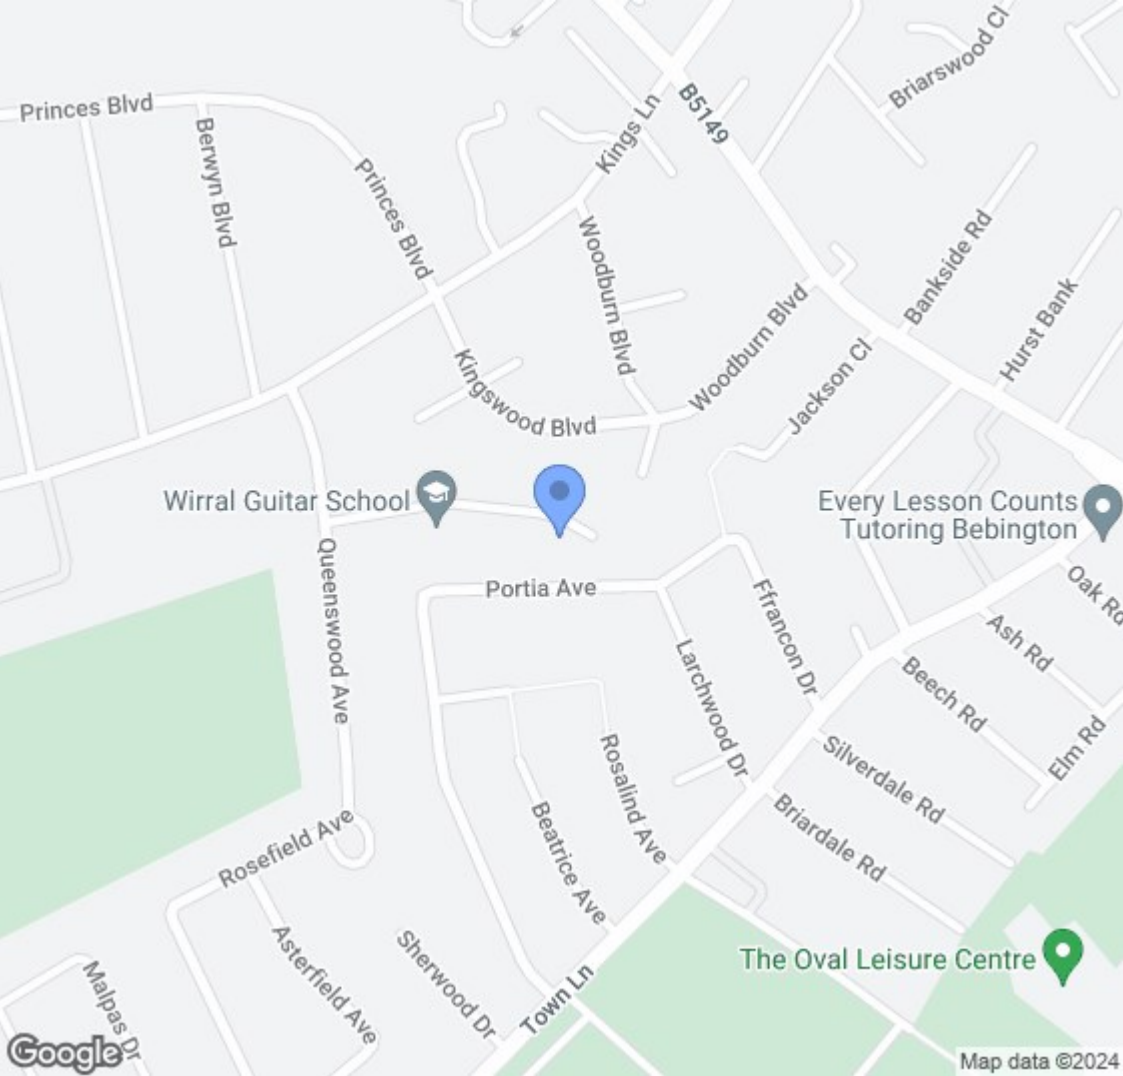 Briarswood Cl
Princes Blvd
B5149
Kings Ln
Berwyn Blvd
Princes Blvd
Bankside Rd
Woodburn Blvd
Hurst Bank
Woodburn Blvd
Jackson Cl
Kingswood Blvd
Wirral Guitar School
Every Lesson Counts
Tutoring Bebington
Queenswood Ave
Portia Ave
Ffrancon Dr
Oak Rd
Ash Rd
Larchwood Dr
Beech Rd
Elm Rd
Rosalind Ave
Silverdale Rd
Beatrice Ave
Briardale Rd
Rosefield Ave
Asterfield Ave
Sherwood Dr
The Oval Leisure Centre
Malpas Dr
Town Ln
Google
Map data ©2024